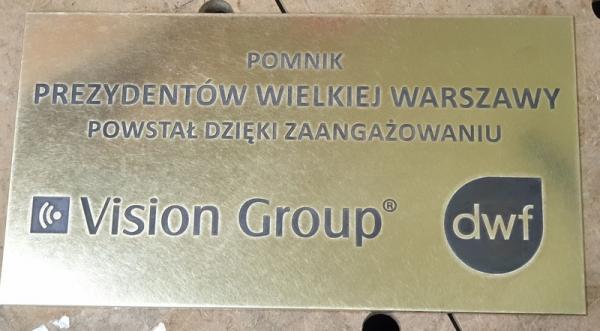 POMNIK
PREZYDENTÓW WIELKIEJ WARSZAWY
POWSTAŁ DZIĘKI ZAANGAŻOWANIU
Vision Group® dwf